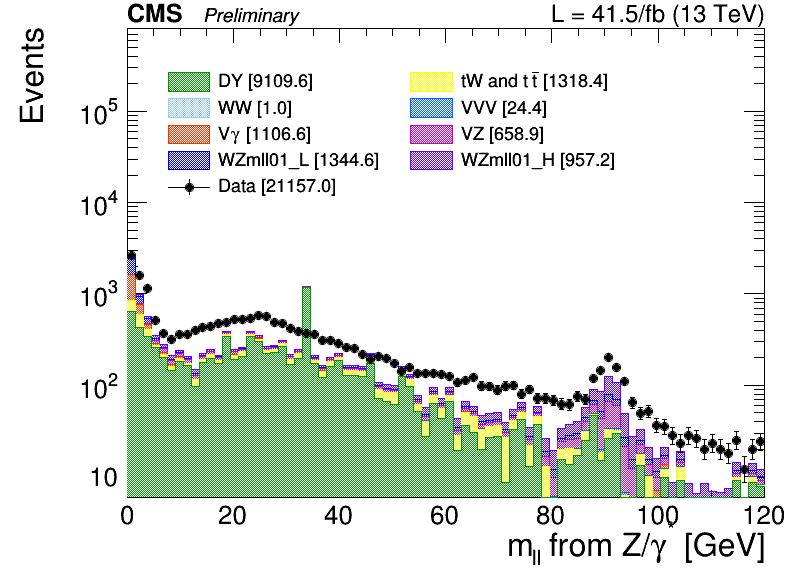 CMS Preliminary L = 41.5/fb (13 TeV)
Events
DY [9109.6] tW and t t̄ [1318.4]
WW [1.0] VVV [24.4]
Vγ [1106.6] VZ [658.9]
WZmll01_L [1344.6] WZmll01_H [957.2]
Data [21157.0]
10⁵
10⁴
10³
10²
10
0 20 40 60 80 100 120
m_ll from Z/γ* [GeV]